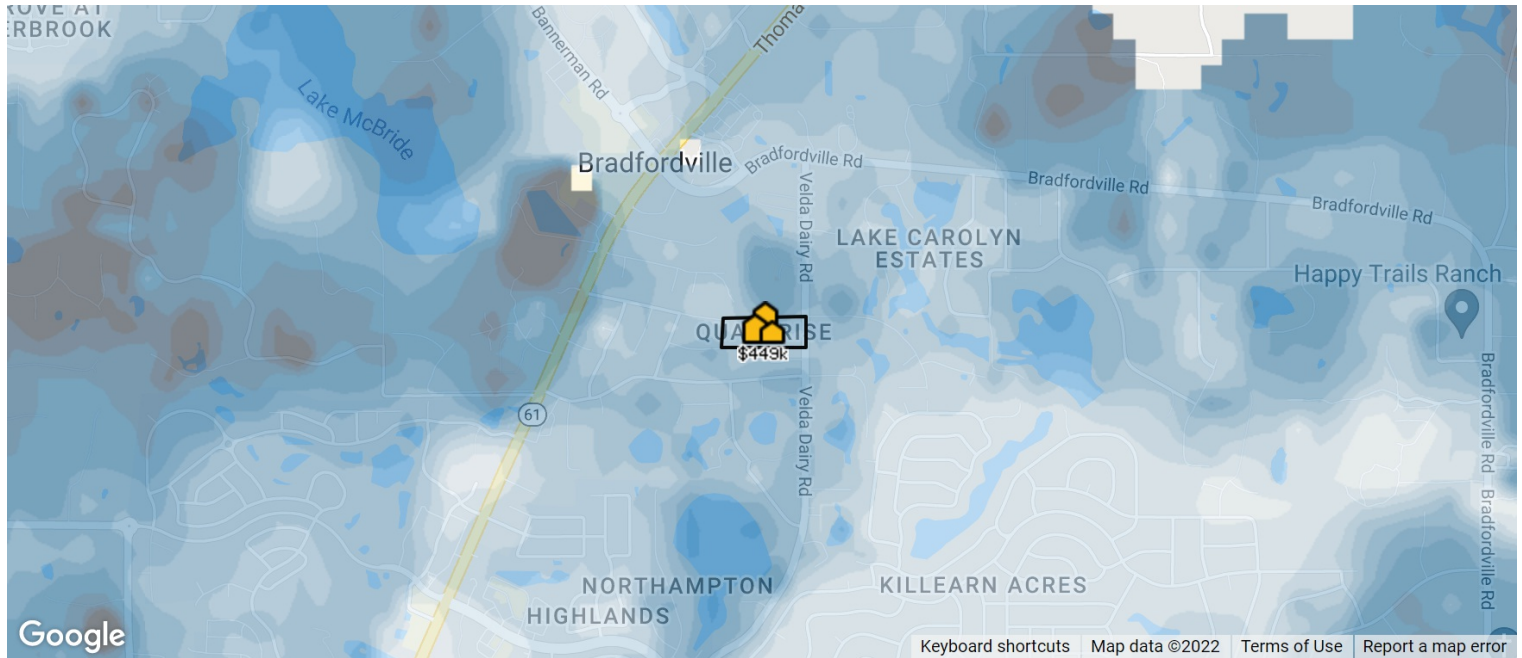 ROVE AT
ERBROOK
Bannerman Rd
Thoma
Lake McBride
Bradfordville
Bradfordville Rd
Bradfordville Rd
Bradfordville Rd
Velda Dairy Rd
LAKE CAROLYN
ESTATES
Happy Trails Ranch
$449k
61
Velda Dairy Rd
Bradfordville Rd
Bradfordville Rd
NORTHAMPTON
HIGHLANDS
KILLEARN ACRES
Google
Keyboard shortcuts
Map data ©2022
Terms of Use
Report a map error